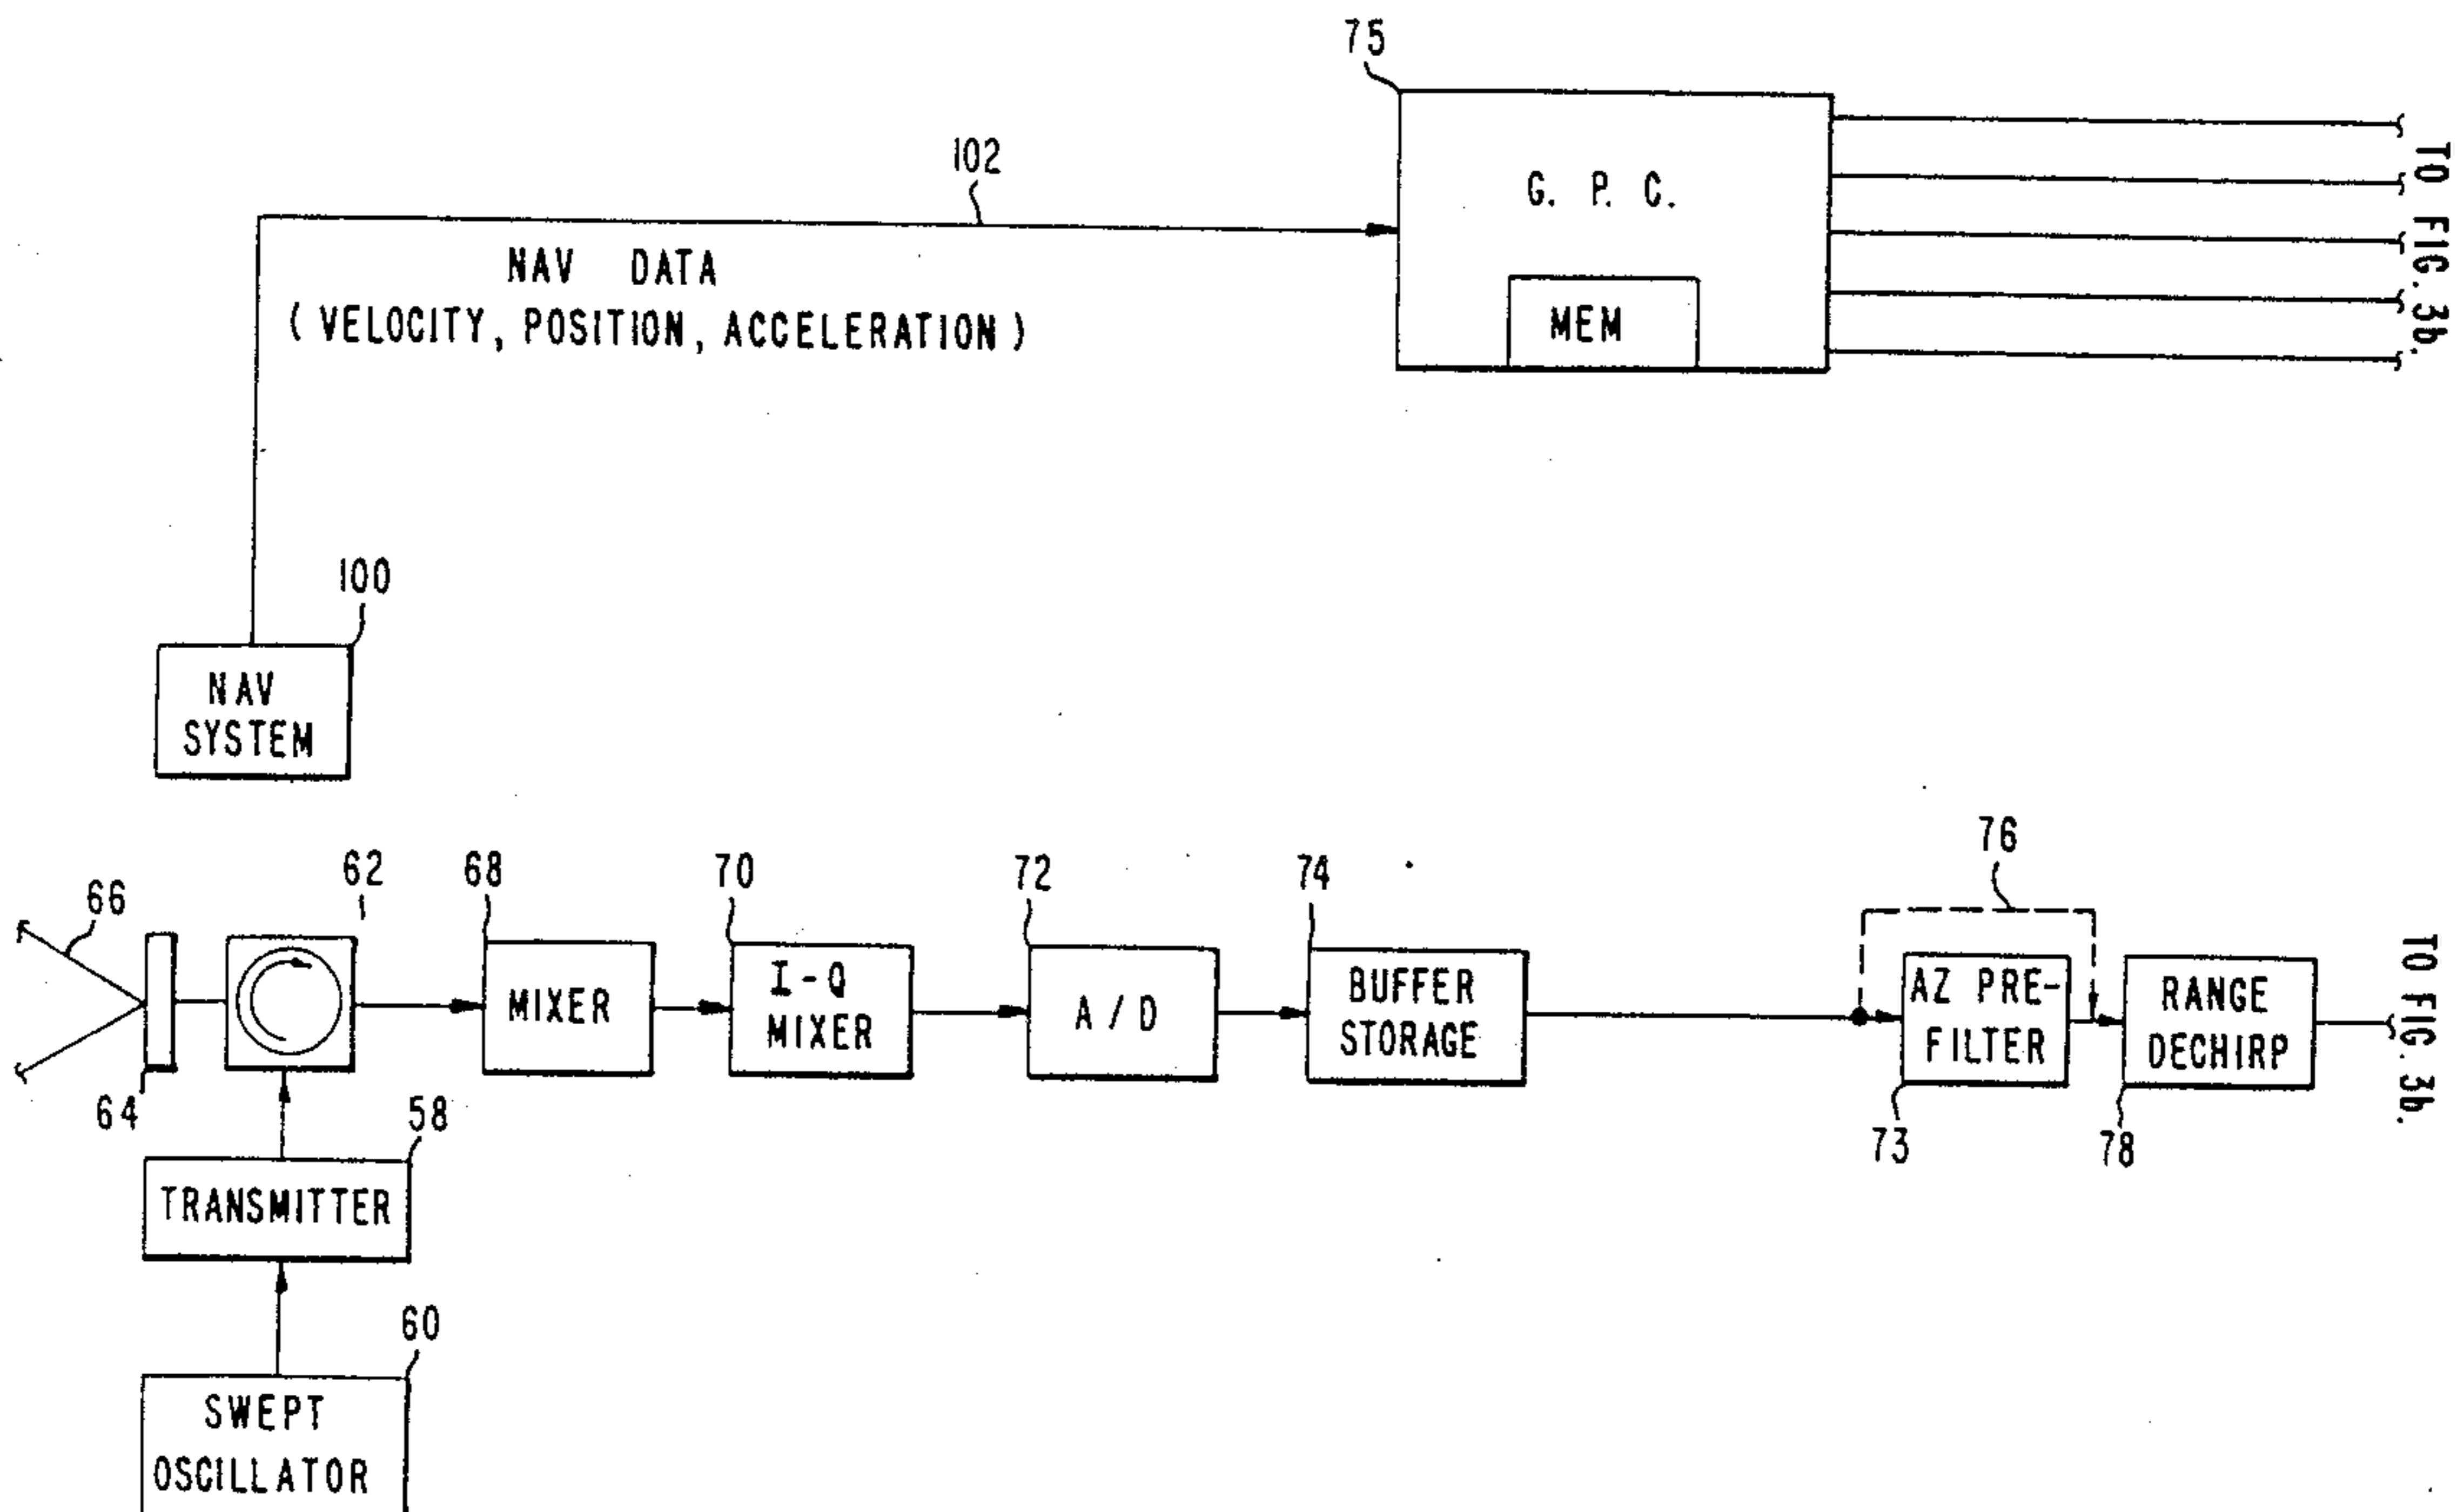 75
102
G. P. C.
MEM
TO FIG. 3b.
NAV DATA
( VELOCITY, POSITION, ACCELERATION )
100
NAV
SYSTEM
76
66
62
68
70
72
74
MIXER
I-Q
MIXER
A / D
BUFFER
STORAGE
AZ PRE-
FILTER
RANGE
DECHIRP
TO FIG. 3b.
64
58
73
78
TRANSMITTER
60
SWEPT
OSCILLATOR